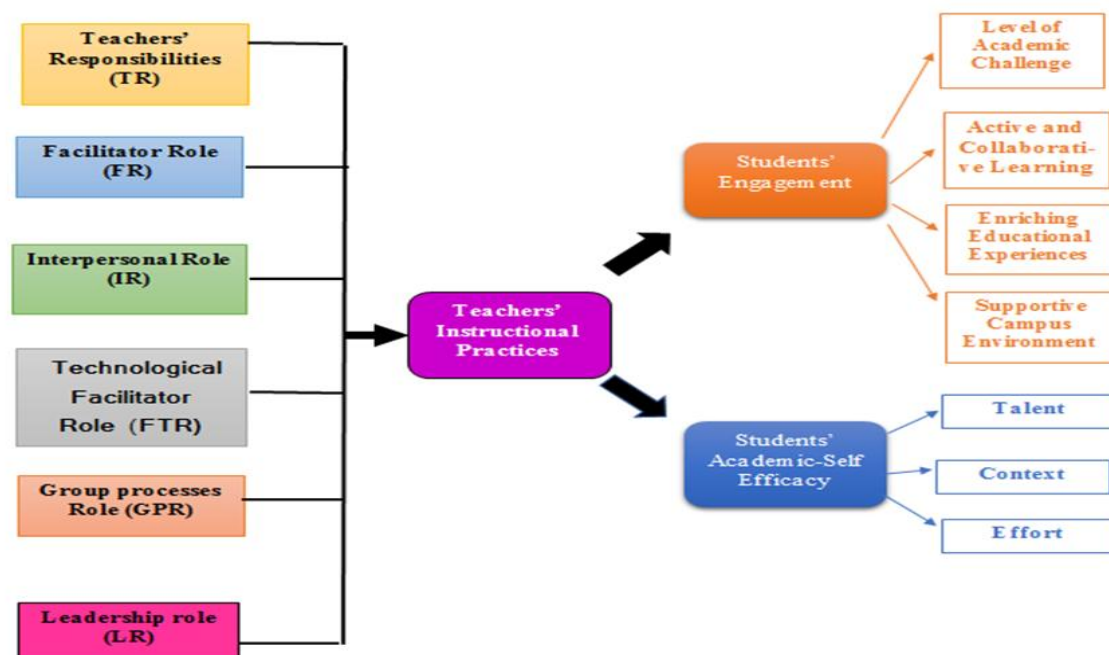 Teachers'
Responsibilities
(TR)
Facilitator Role
(FR)
Interpersonal Role
(IR)
Technological
Facilitator
Role (FTR)
Group processes
Role (GPR)
Leadership role
(LR)
Teachers'
Instructional
Practices
Students'
Engagement
Students'
Academic-Self
Efficacy
Level of
Academic
Challenge
Active and
Collaborati-
ve Learning
Enriching
Educational
Experiences
Supportive
Campus
Environment
Talent
Context
Effort